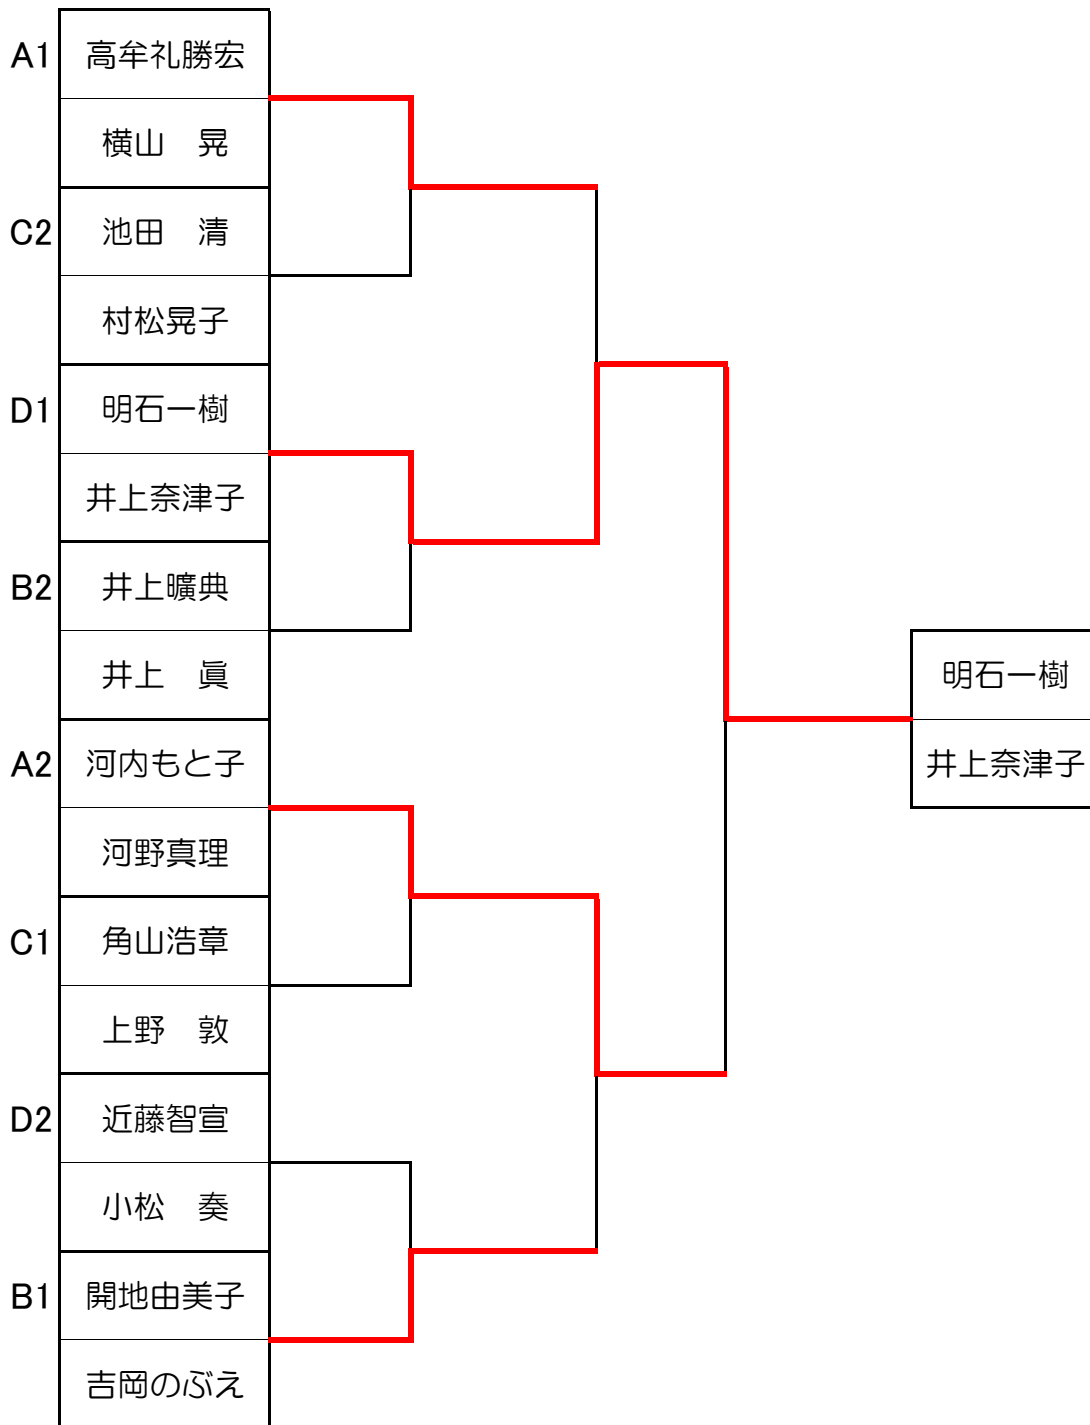 A1 高牟礼勝宏
横山　晃
C2 池田　清
村松晃子
D1 明石一樹
井上奈津子
B2 井上曠典
井上　眞
A2 河内もと子
河野真理
C1 角山浩章
上野　敦
D2 近藤智宣
小松　奏
B1 開地由美子
吉岡のぶえ
明石一樹
井上奈津子